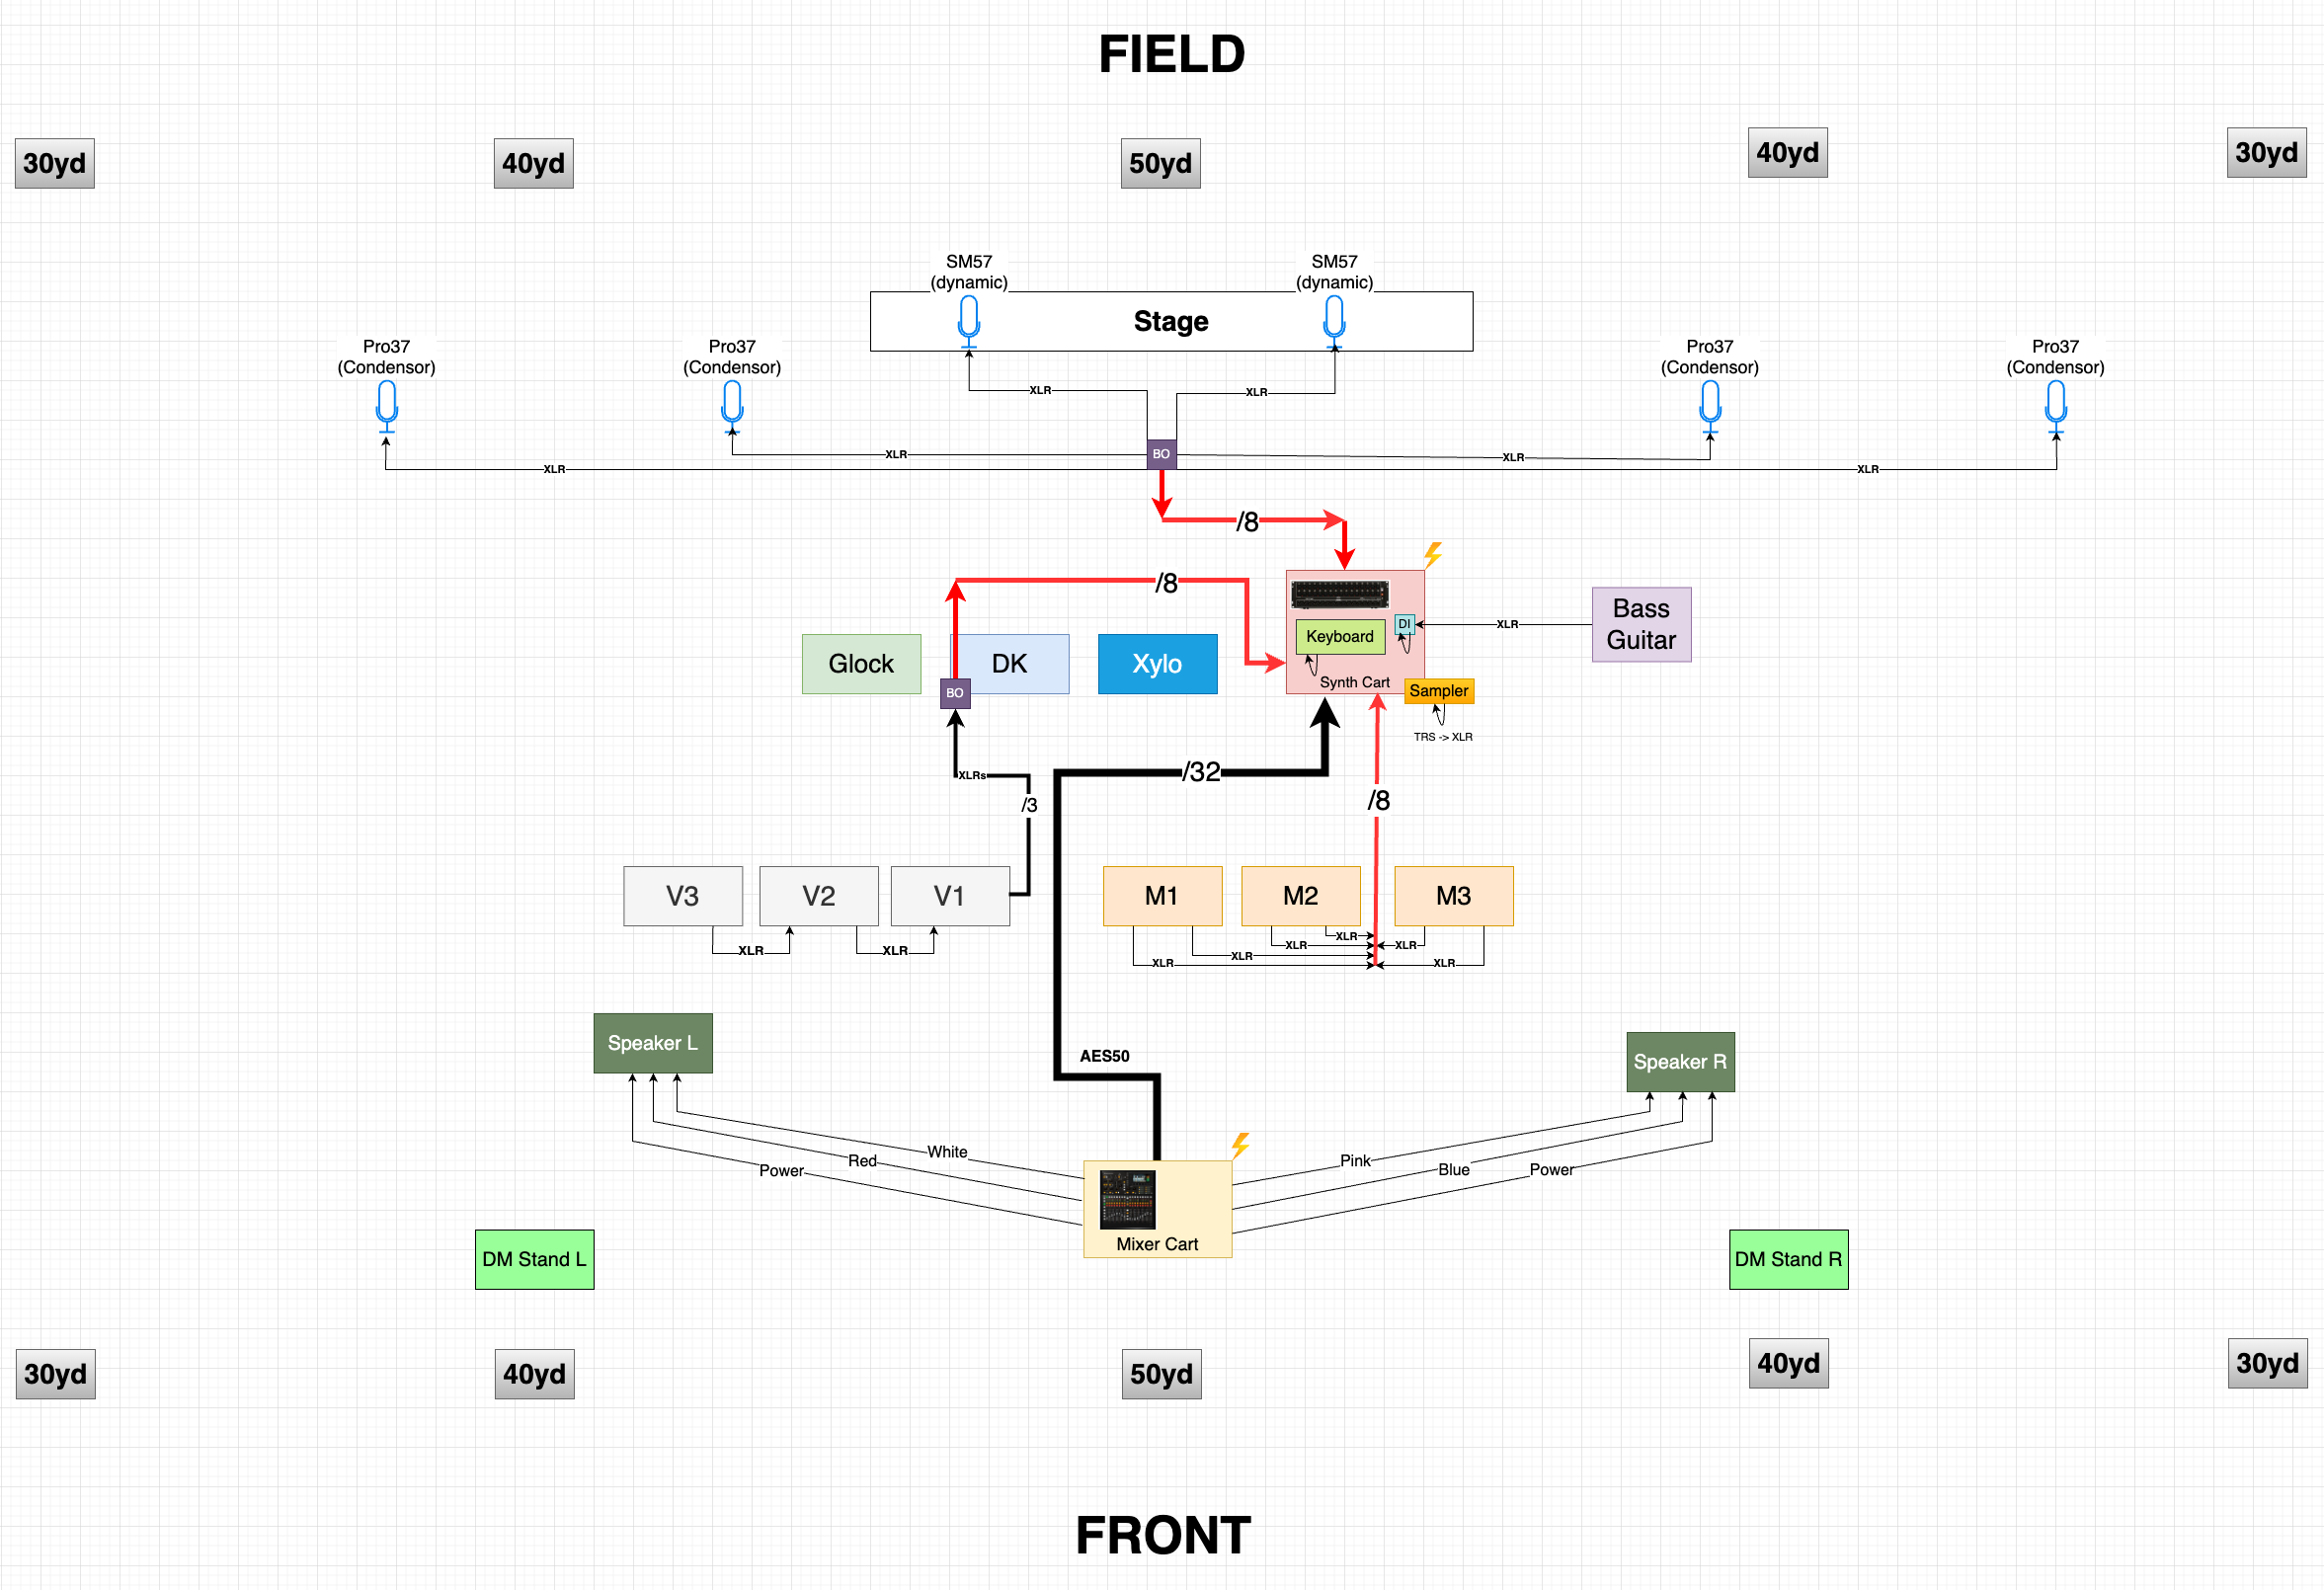 FIELD
30yd
40yd
50yd
40yd
30yd
SM57
(dynamic)
SM57
(dynamic)
Stage
Pro37
(Condensor)
Pro37
(Condensor)
Pro37
(Condensor)
Pro37
(Condensor)
XLR
XLR
BO
XLR
XLR
XLR
XLR
/8
/8
Bass
Guitar
DI
XLR
Keyboard
Glock
DK
Xylo
Synth Cart
BO
Sampler
TRS -> XLR
XLRs
/32
/3
/8
V3
V2
V1
M1
M2
M3
XLR
XLR
XLR
XLR
XLR
XLR
XLR
XLR
Speaker L
AES50
Speaker R
White
Red
Power
Pink
Blue
Power
Mixer Cart
DM Stand L
DM Stand R
30yd
40yd
50yd
40yd
30yd
FRONT